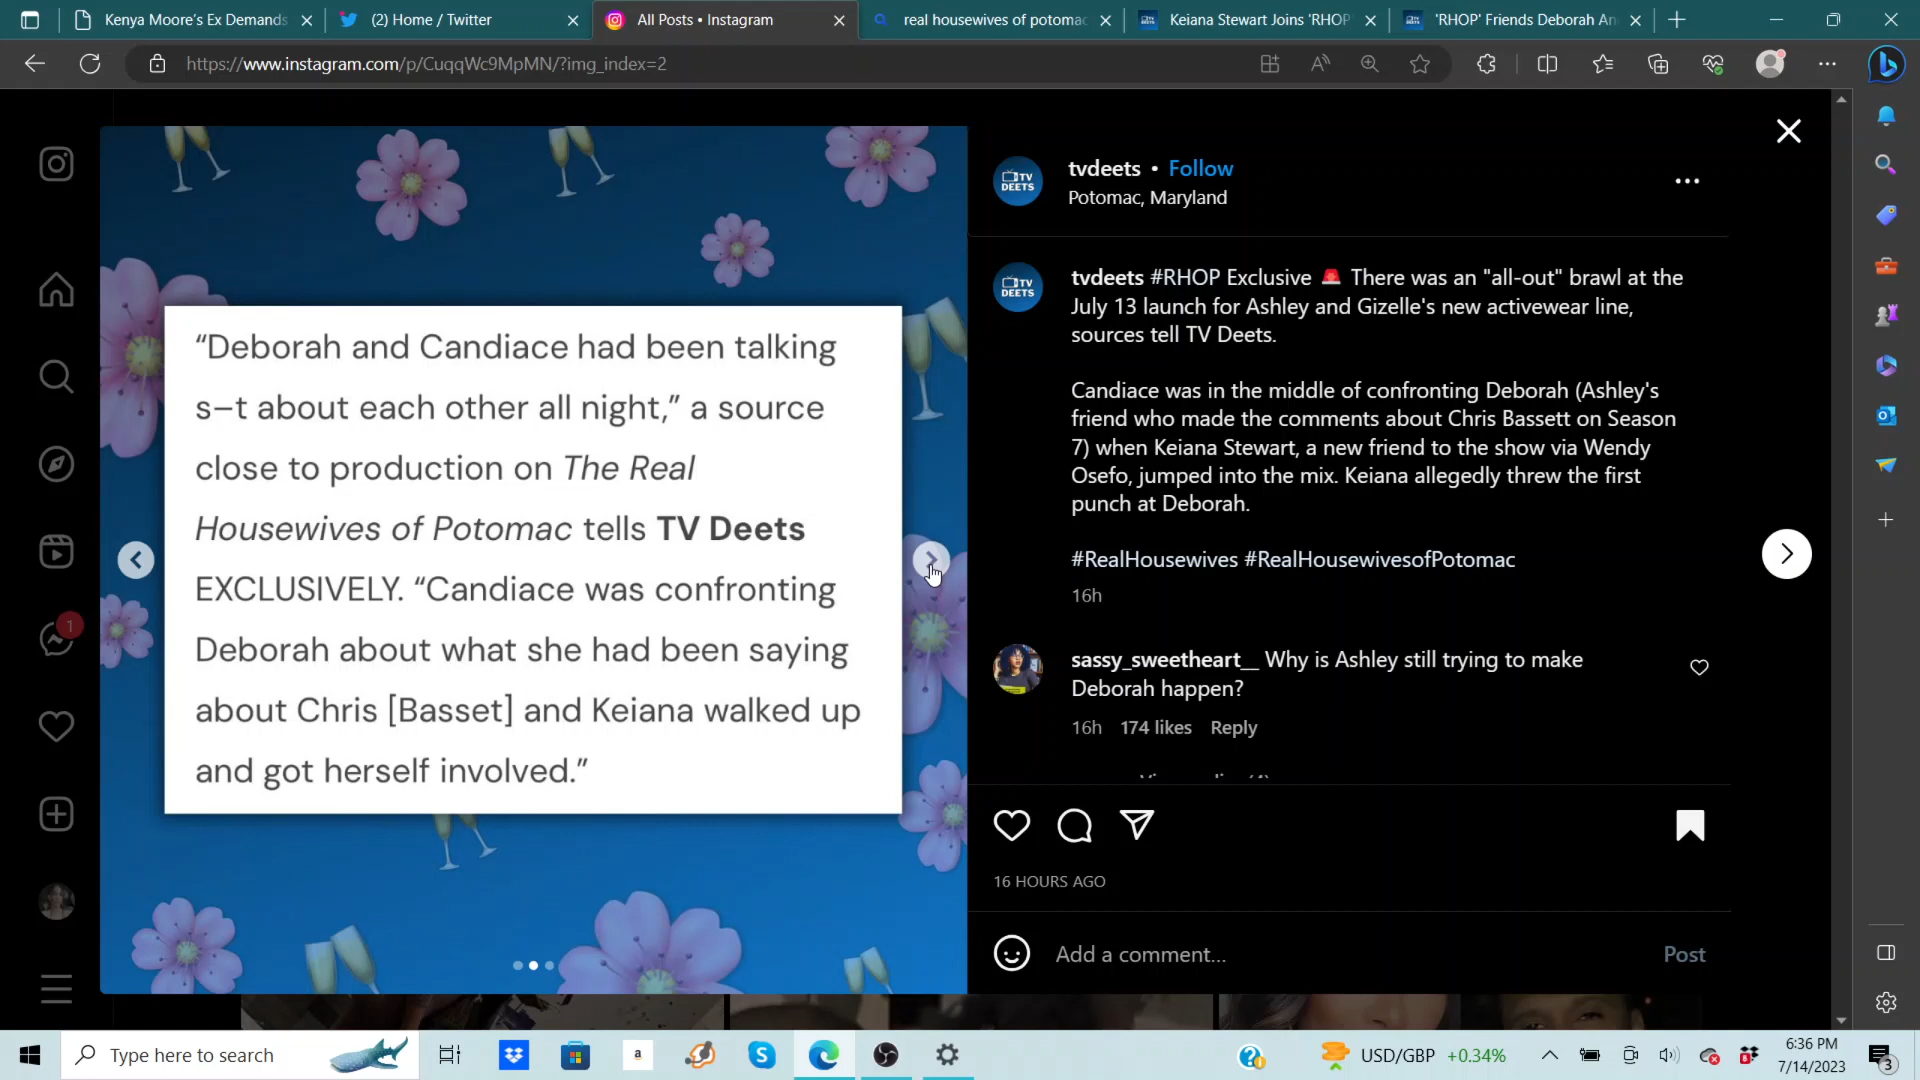 Kenya Moore's Ex Demands
(2) Home / Twitter
All Posts • Instagram
real housewives of potomac
Keiana Stewart Joins 'RHOP'
'RHOP' Friends Deborah An
https://www.instagram.com/p/CuqqWc9MpMN/?img_index=2
"Deborah and Candiace had been talking
s–t about each other all night," a source
close to production on The Real
Housewives of Potomac tells TV Deets
EXCLUSIVELY. "Candiace was confronting
Deborah about what she had been saying
about Chris [Basset] and Keiana walked up
and got herself involved."
TV
DEETS
tvdeets • Follow
Potomac, Maryland
TV
DEETS
tvdeets #RHOP Exclusive 🚨 There was an "all-out" brawl at the
July 13 launch for Ashley and Gizelle's new activewear line,
sources tell TV Deets.
Candiace was in the middle of confronting Deborah (Ashley's
friend who made the comments about Chris Bassett on Season
7) when Keiana Stewart, a new friend to the show via Wendy
Osefo, jumped into the mix. Keiana allegedly threw the first
punch at Deborah.
#RealHousewives #RealHousewivesofPotomac
16h
sassy_sweetheart__ Why is Ashley still trying to make
Deborah happen?
16h 174 likes Reply
16 HOURS AGO
Add a comment...
Post
1
Type here to search
a
USD/GBP +0.34%
6:36 PM
7/14/2023
3